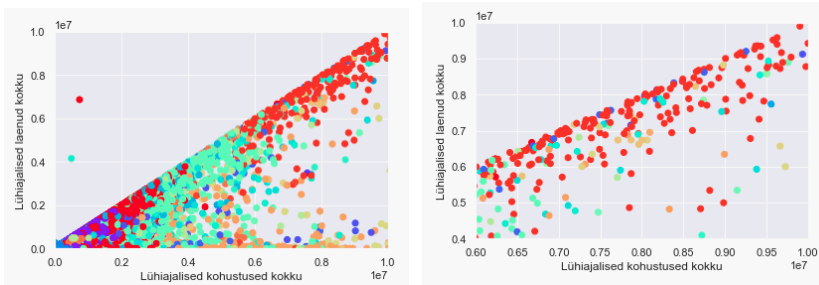 1e7
1.0
0.8
0.6
0.4
0.2
0.0
Lühiajalised laenud kokku
0.0 0.2 0.4 0.6 0.8 1.0
Lühiajalised kohustused kokku
1e7
1e7
1.0
0.9
0.8
0.7
0.6
0.5
0.4
Lühiajalised laenud kokku
0.60 0.65 0.70 0.75 0.80 0.85 0.90 0.95 1.00
Lühiajalised kohustused kokku
1e7